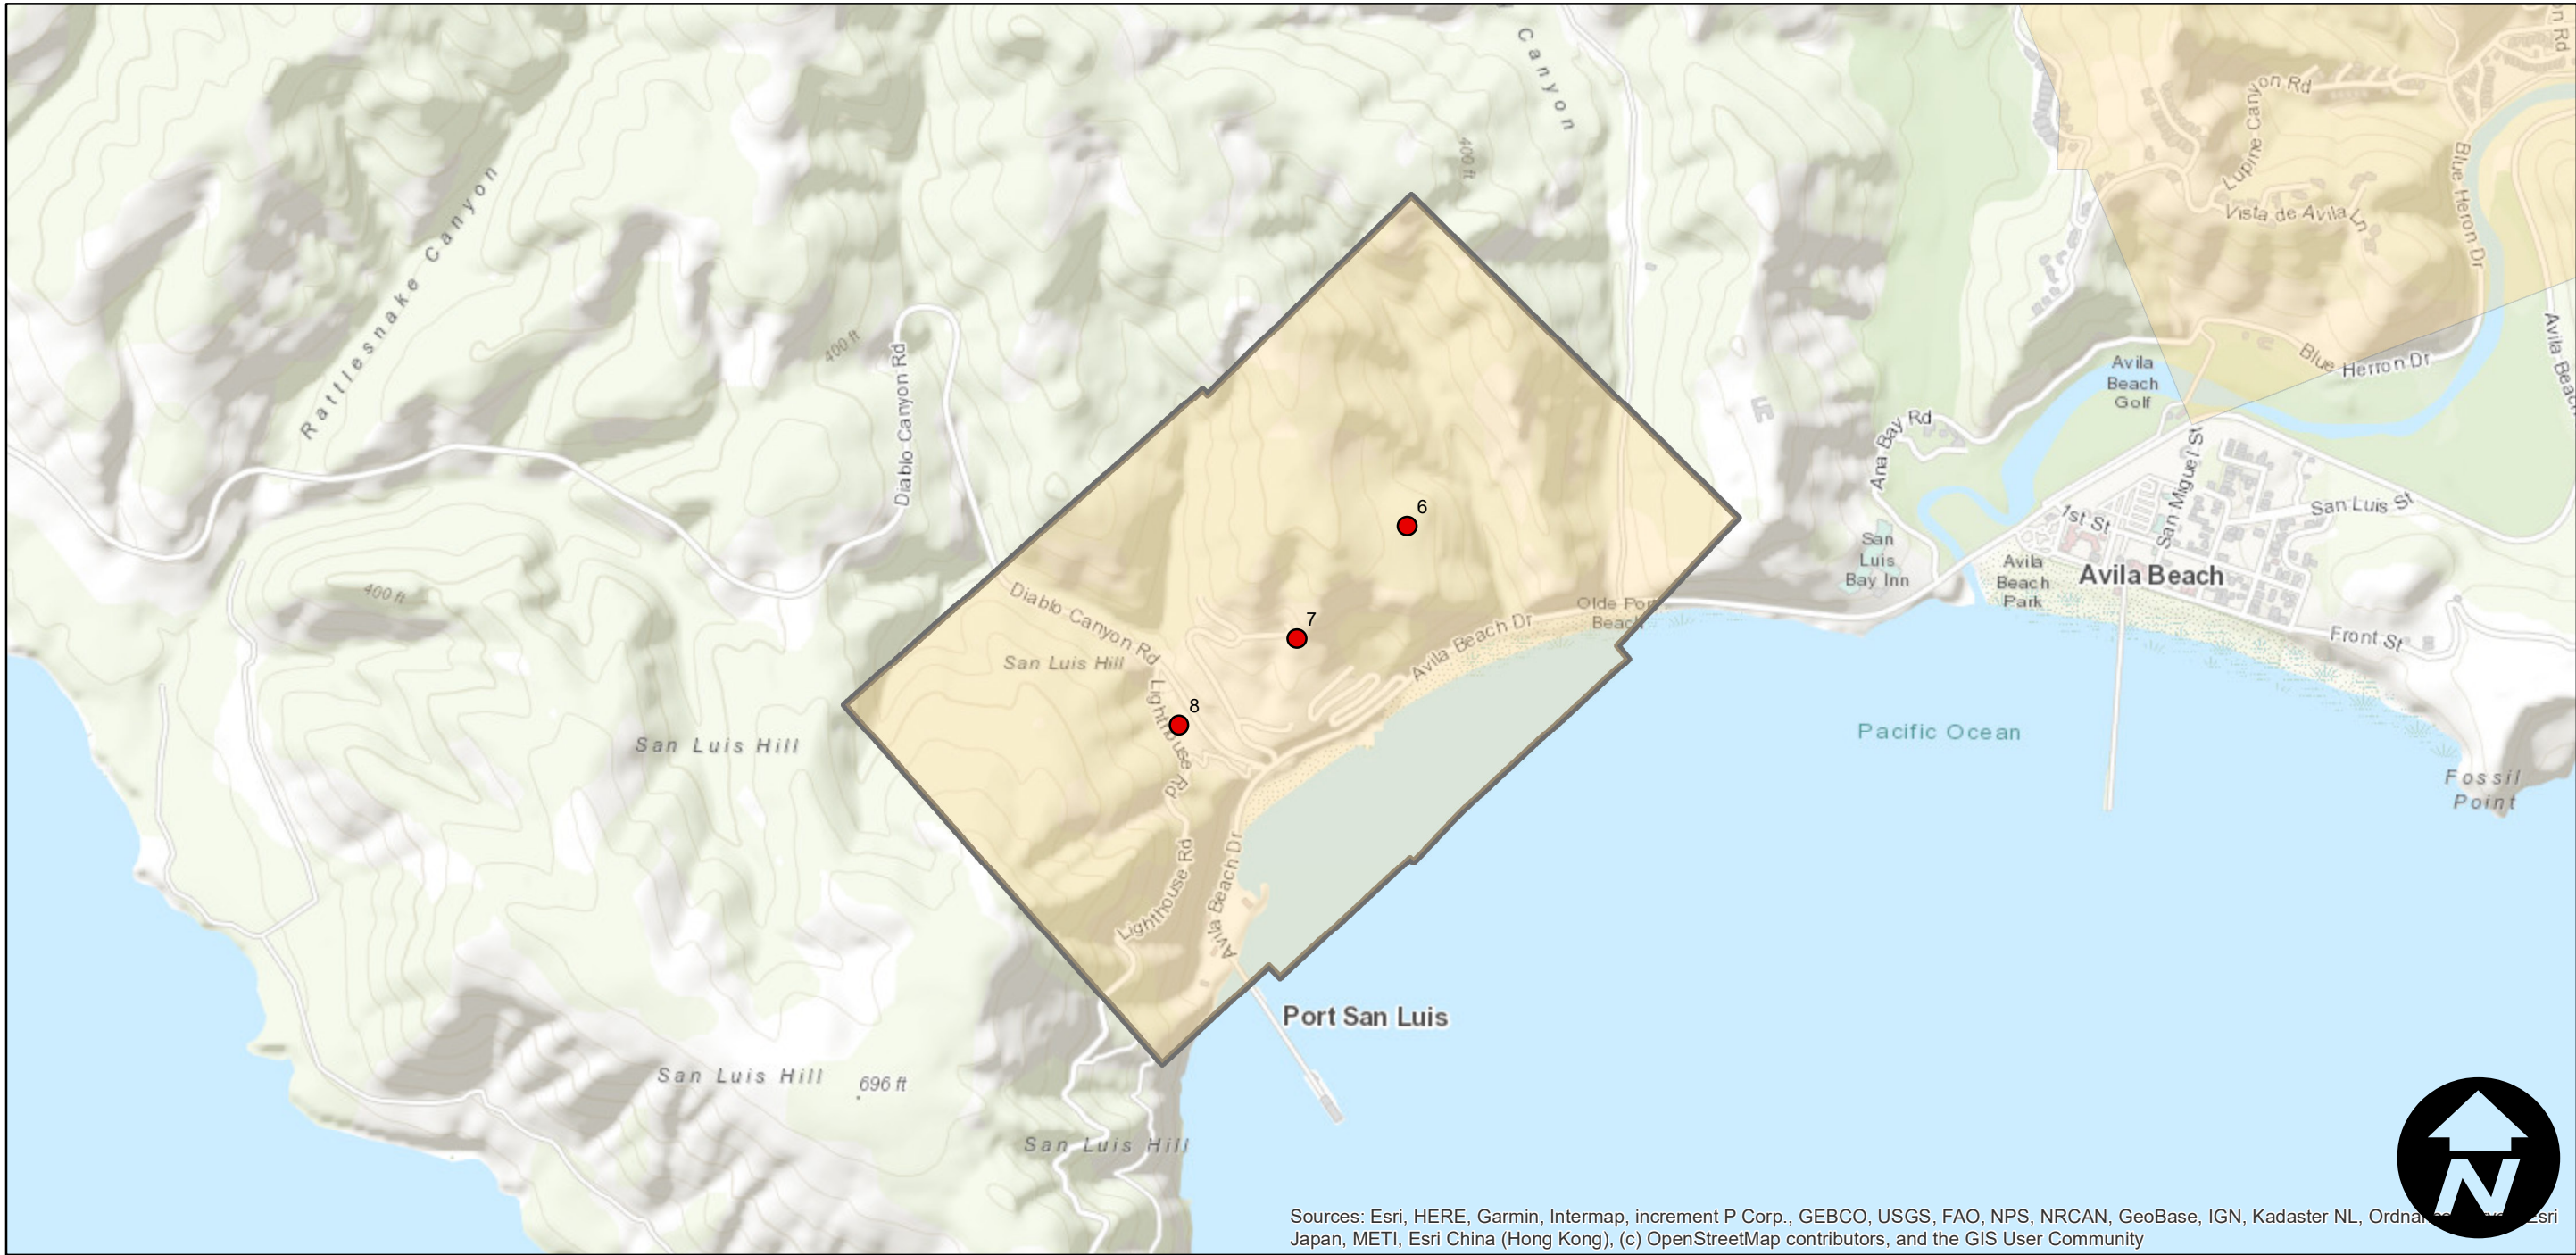 Canyon
Lupine Canyon Rd
Blue Heron Dr
400 ft
Vista de Avila Ln
Rattlesnake Canyon
400 ft
Diablo Canyon Rd
Avila
Beach
Golf
Blue Herron Dr
Ana Bay Rd
San Miguel St
San Luis St
6
1st St
San
Luis
Bay Inn
Avila
Beach
Park
Avila Beach
400 ft
Diablo Canyon Rd
7
Olde Port
Beach
Avila Beach Dr
Front St
San Luis Hill
8
Lighthouse Rd
San Luis Hill
Pacific Ocean
Fossil
Point
Lighthouse Rd
Avila Beach Dr
Port San Luis
San Luis Hill
696 ft
San Luis Hill
N
Sources: Esri, HERE, Garmin, Intermap, increment P Corp., GEBCO, USGS, FAO, NPS, NRCAN, GeoBase, IGN, Kadaster NL, Esri
Japan, METI, Esri China (Hong Kong), (c) OpenStreetMap contributors, and the GIS User Community